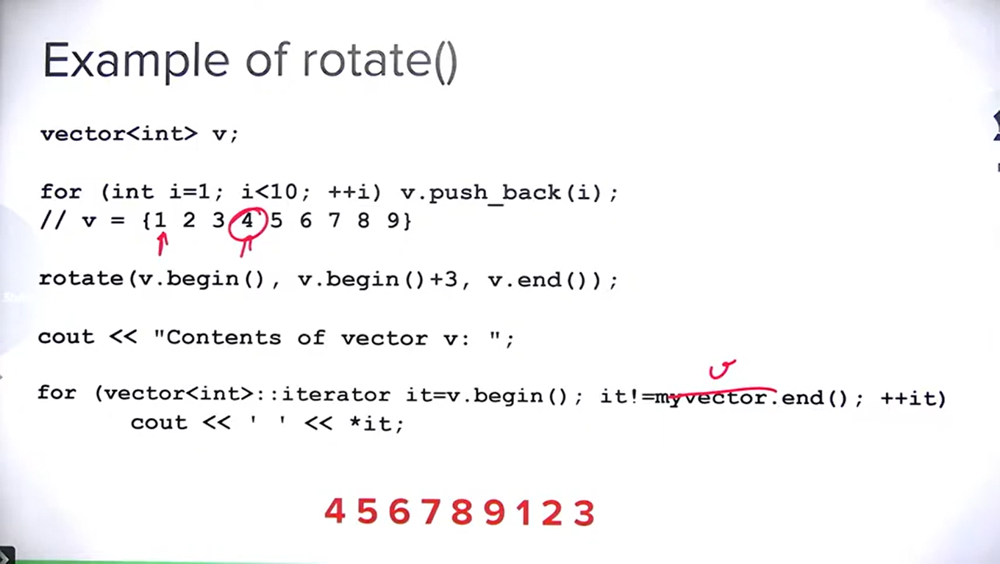 Example of rotate()
vector<int> v;
for (int i=1; i<10; ++i) v.push_back(i);
// v = {1 2 3 4 5 6 7 8 9}
rotate(v.begin(), v.begin()+3, v.end());
cout << "Contents of vector v: ";
v
for (vector<int>::iterator it=v.begin(); it!=myvector.end(); ++it)
cout << ' ' << *it;
4 5 6 7 8 9 1 2 3